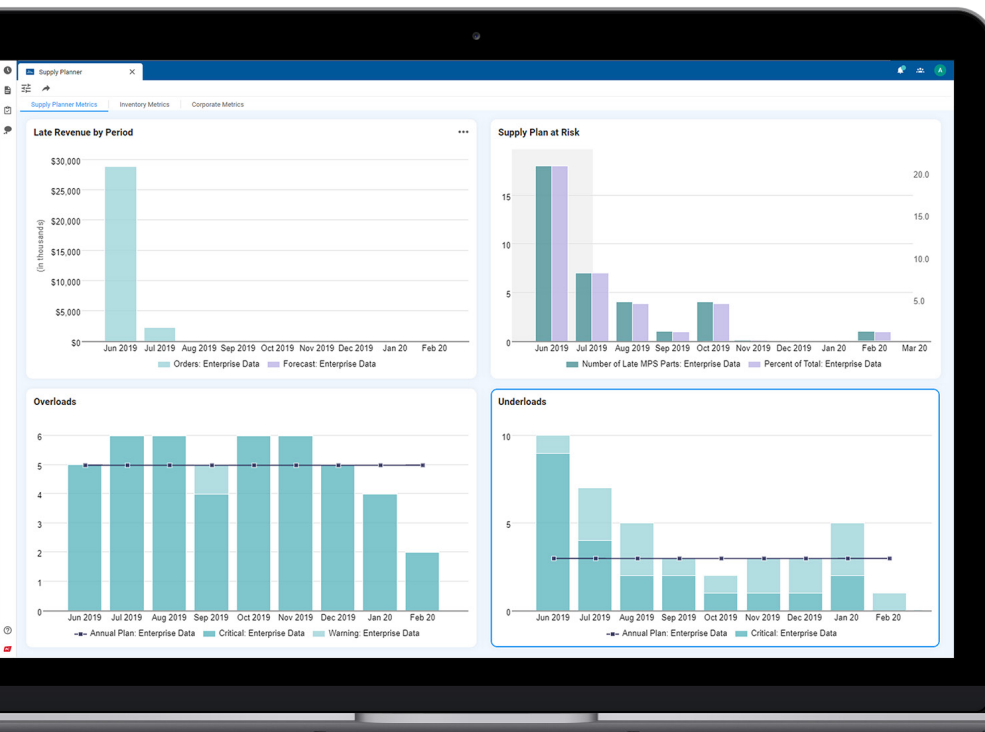 Supply Planner
A
Supply Planner Metrics Inventory Metrics Corporate Metrics
Late Revenue by Period
$30,000
$25,000
$20,000
$15,000
$10,000
$5,000
$0
(in thousands)
Jun 2019 Jul 2019 Aug 2019 Sep 2019 Oct 2019 Nov 2019 Dec 2019 Jan 20 Feb 20
Orders: Enterprise Data Forecast: Enterprise Data
Supply Plan at Risk
15
10
5
0
20.0
15.0
10.0
5.0
Jun 2019 Jul 2019 Aug 2019 Sep 2019 Oct 2019 Nov 2019 Dec 2019 Jan 20 Feb 20 Mar 20
Number of Late MPS Parts: Enterprise Data Percent of Total: Enterprise Data
Overloads
6
5
4
3
2
1
0
Jun 2019 Jul 2019 Aug 2019 Sep 2019 Oct 2019 Nov 2019 Dec 2019 Jan 20 Feb 20
Annual Plan: Enterprise Data Critical: Enterprise Data Warning: Enterprise Data
Underloads
10
5
0
Jun 2019 Jul 2019 Aug 2019 Sep 2019 Oct 2019 Nov 2019 Dec 2019 Jan 20 Feb 20
Annual Plan: Enterprise Data Critical: Enterprise Data